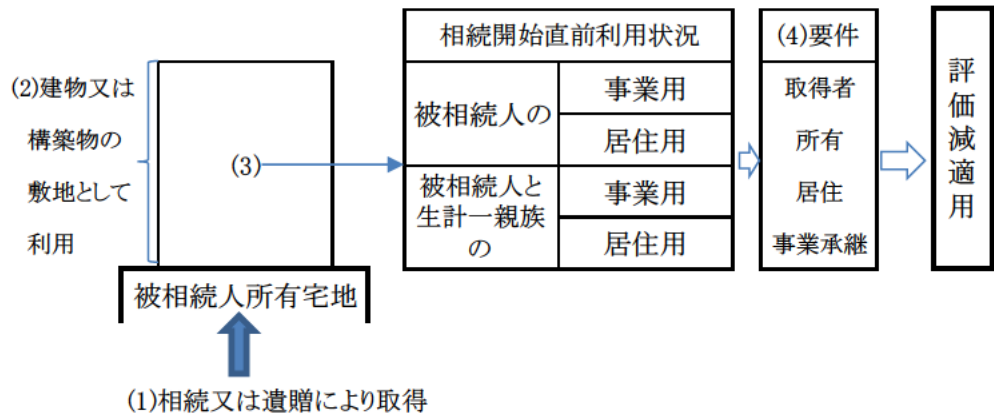 (2)建物又は
構築物の
敷地として
利用
(3)
被相続人所有宅地
(1)相続又は遺贈により取得
相続開始直前利用状況
被相続人の
事業用
居住用
被相続人と
生計一親族
の
事業用
居住用
(4)要件
取得者
所有
居住
事業承継
評価減適用